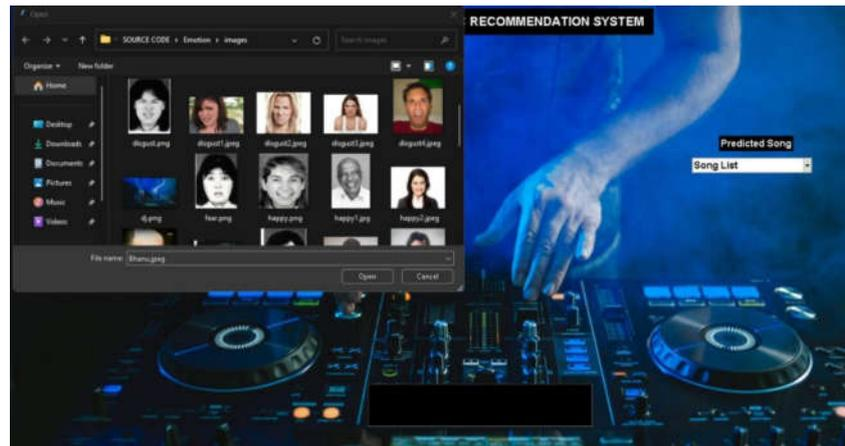 Open
RECOMMENDATION SYSTEM
SOURCE CODE › Emotion › images
Search images
Organize
New folder
Home
Desktop
Downloads
Documents
Pictures
Music
Videos
disgust.png
disgust1.jpeg
disgust2.jpeg
disgust3.jpeg
disgust4.jpeg
dj.png
fear.png
happy.png
happy1.jpg
happy2.jpeg
File name: Bhanu.jpeg
Open
Cancel
Predicted Song
Song List